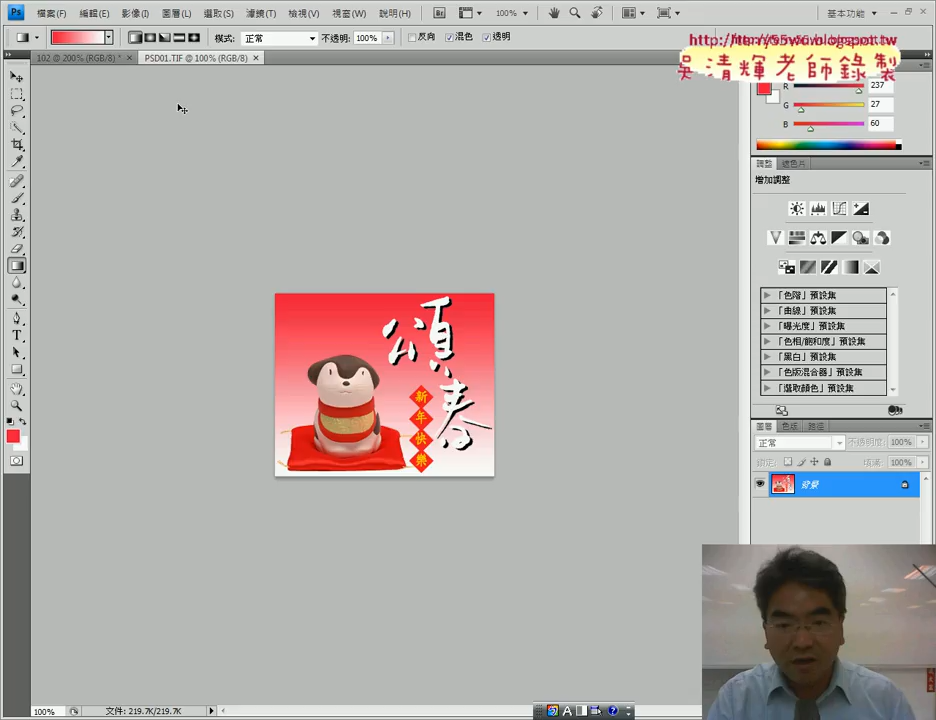 Ps 檔案(F) 編輯(E) 影像(I) 圖層(L) 選取(S) 濾鏡(T) 檢視(V) 視窗(W) 說明(H) Br 100% 基本功能
模式: 正常 不透明: 100% 反向 混色 透明
http://55wu.blogspot.tw
吳清輝老師錄製
102 @ 200% (RGB/8) * × PSD01.TIF @ 100% (RGB/8) ×
R 237
G 27
B 60
調整 遮色片
增加調整
「色階」預設集
「曲線」預設集
「曝光度」預設集
「色相/飽和度」預設集
「黑白」預設集
「色版混合器」預設集
「選取顏色」預設集
頌春
新年快樂
圖層 色版 路徑
正常 不透明度: 100%
鎖定: 填滿: 100%
背景
100% 文件: 219.7K/219.7K